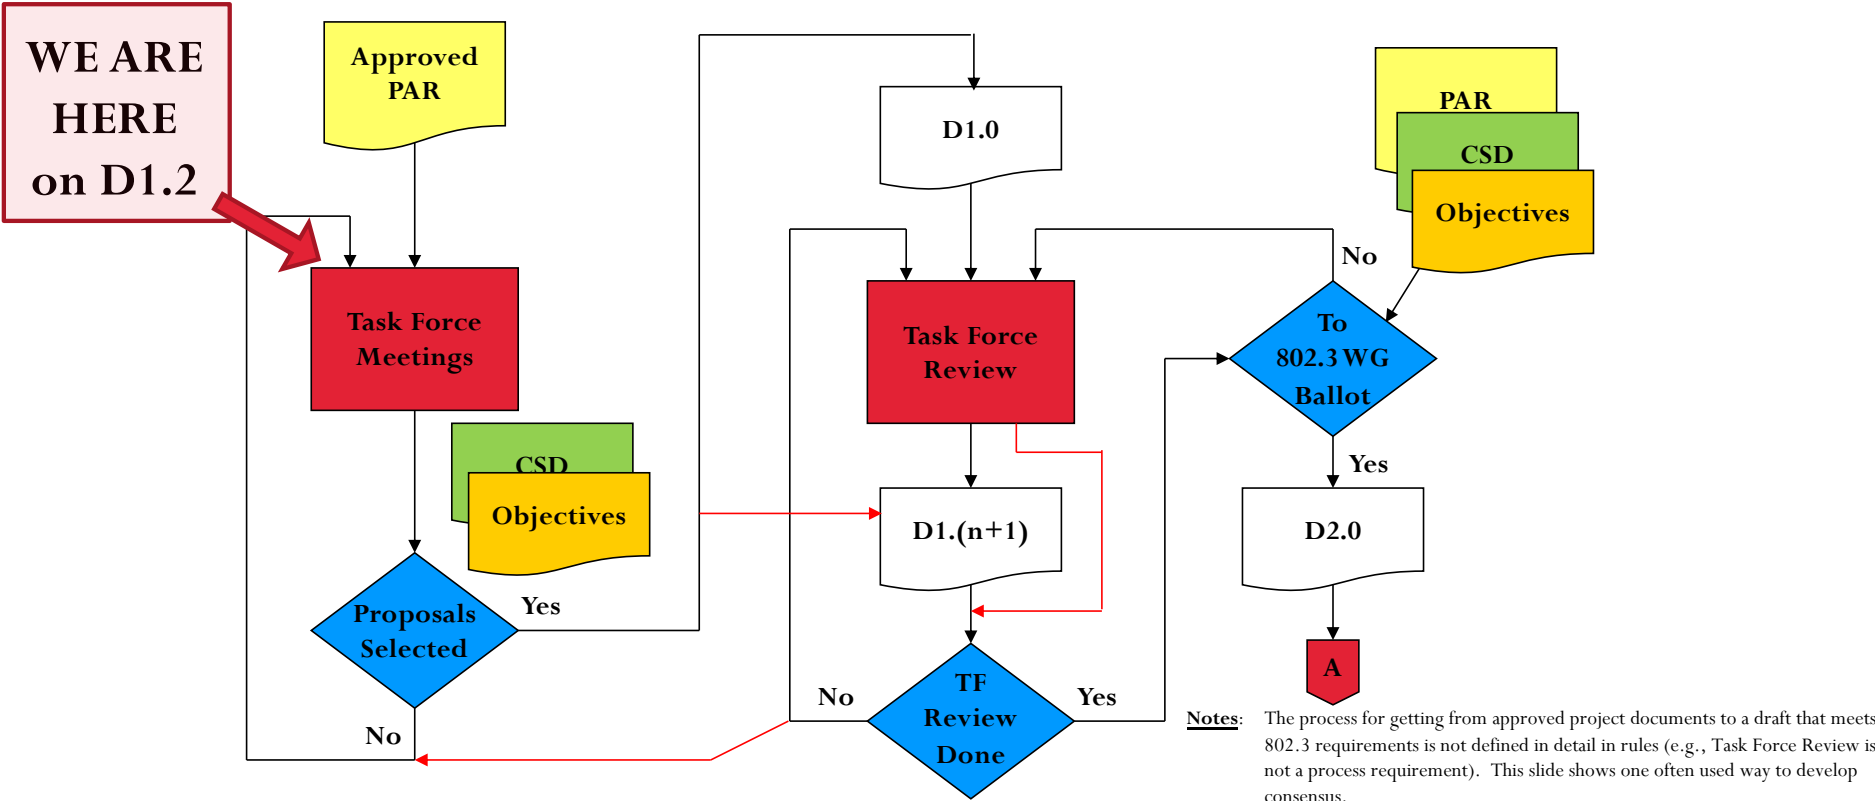 WE ARE
HERE
on D1.2
Approved
PAR
Task Force
Meetings
CSD
Objectives
Proposals
Selected
Yes
No
D1.0
Task Force
Review
D1.(n+1)
TF
Review
Done
No
Yes
PAR
CSD
Objectives
No
To
802.3 WG
Ballot
Yes
D2.0
A
Notes: The process for getting from approved project documents to a draft that meets
802.3 requirements is not defined in detail in rules (e.g., Task Force Review is
not a process requirement). This slide shows one often used way to develop
consensus.